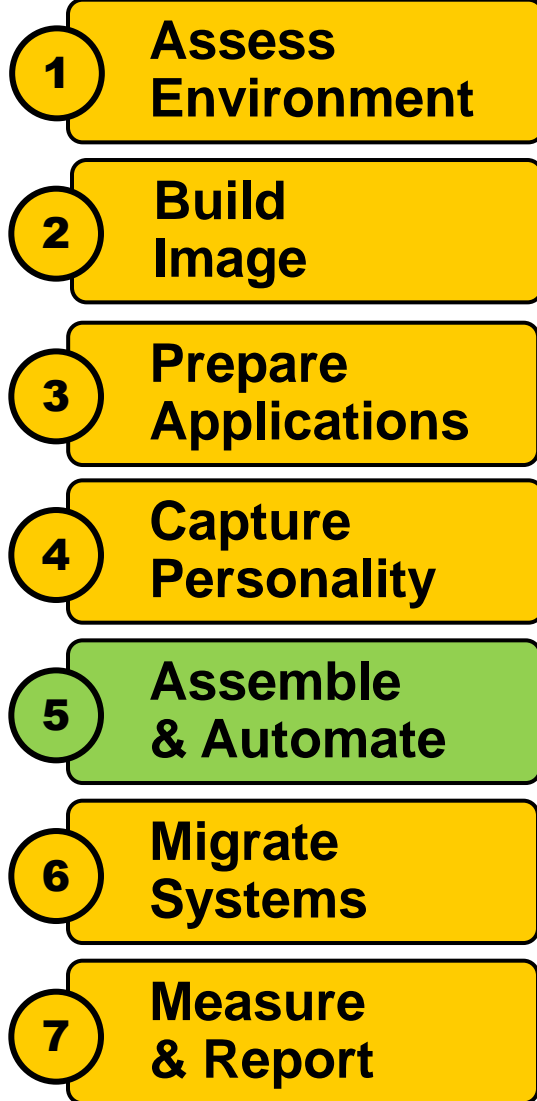 1
Assess
Environment
2
Build
Image
3
Prepare
Applications
4
Capture
Personality
5
Assemble
& Automate
6
Migrate
Systems
7
Measure
& Report